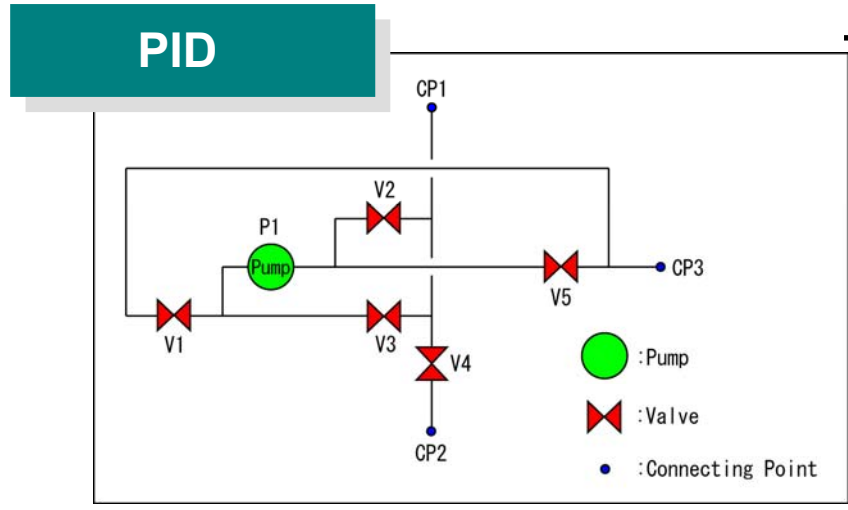 PID
CP1
V2
P1
Pump
CP3
V5
V1
V3
V4
CP2
:Pump
:Valve
:Connecting Point